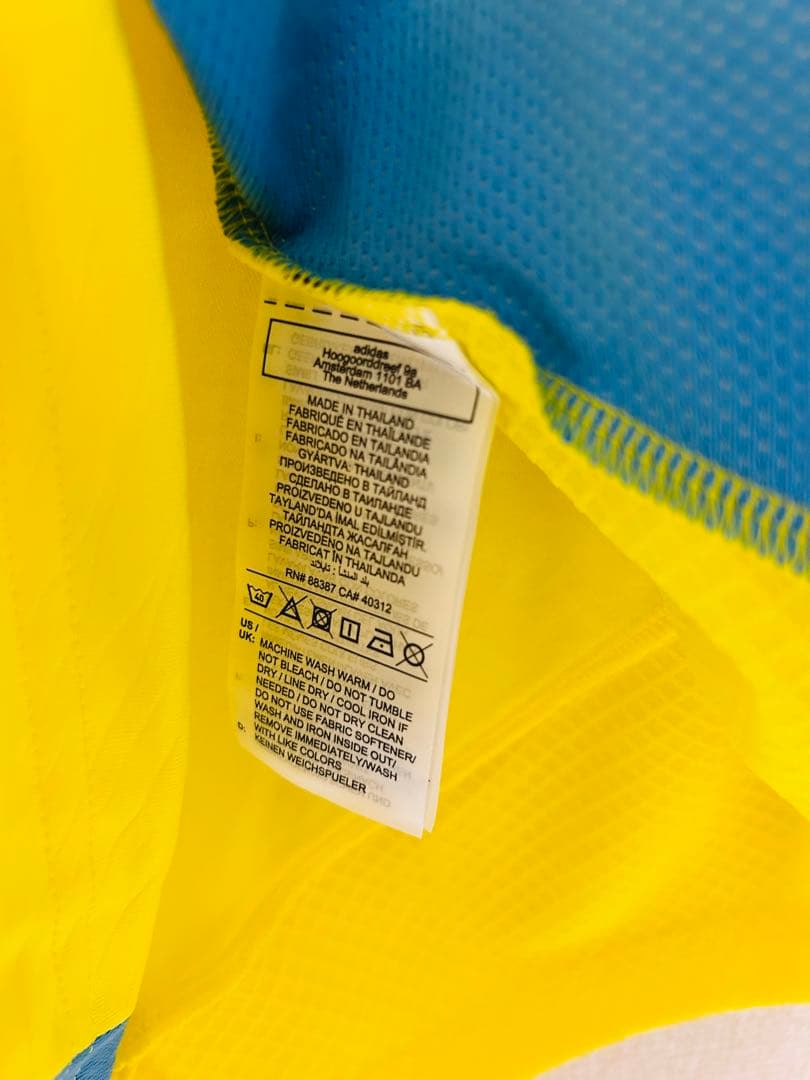 adidas
Hoogoorddreef 9a
Amsterdam 1101 BA
The Netherlands
MADE IN THAILAND
FABRIQUÉ EN THAÏLANDE
FABRICADO EN TAILANDIA
FABRICADO NA TAILÂNDIA
GYÁRTVA: THAILAND
ПРОИЗВЕДЕНО В ТАЙЛАНД
СДЕЛАНО В ТАИЛАНДЕ
PROIZVEDENO U TAJLANDU
TAYLAND'DA İMAL EDİLMİŞTİR.
ТАЙЛАНДТА ЖАСАЛҒАН
PROIZVEDENO NA TAJLANDU
FABRICAT ÎN THAILANDA
بلد المنشأ : تايلاند
RN# 88387 CA# 40312
40
US /
UK: MACHINE WASH WARM / DO
NOT BLEACH / DO NOT TUMBLE
DRY / LINE DRY / COOL IRON IF
NEEDED / DO NOT DRY CLEAN
DO NOT USE FABRIC SOFTENER/
WASH AND IRON INSIDE OUT/
REMOVE IMMEDIATELY/WASH
WITH LIKE COLORS
D: KEINEN WEICHSPUELER